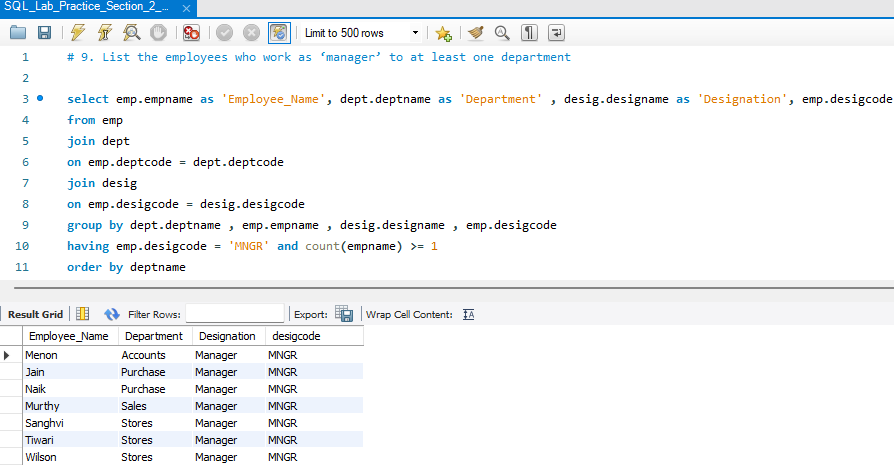 SQL_Lab_Practice_Section_2_...
Limit to 500 rows
1 # 9. List the employees who work as ‘manager’ to at least one department
2
3 select emp.empname as 'Employee_Name', dept.deptname as 'Department' , desig.designame as 'Designation', emp.desigcode
4 from emp
5 join dept
6 on emp.deptcode = dept.deptcode
7 join desig
8 on emp.desigcode = desig.desigcode
9 group by dept.deptname , emp.empname , desig.designame , emp.desigcode
10 having emp.desigcode = 'MNGR' and count(empname) >= 1
11 order by deptname
Result Grid Filter Rows: Export: Wrap Cell Content:
Employee_Name Department Designation desigcode
Menon Accounts Manager MNGR
Jain Purchase Manager MNGR
Naik Purchase Manager MNGR
Murthy Sales Manager MNGR
Sanghvi Stores Manager MNGR
Tiwari Stores Manager MNGR
Wilson Stores Manager MNGR